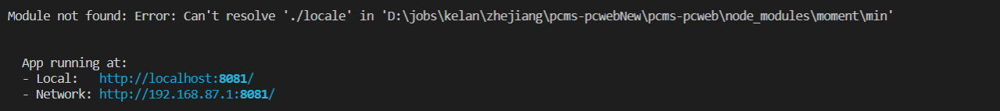 Module not found: Error: Can't resolve './locale' in 'D:\jobs\kelan\zhejiang\pcms-pcwebNew\pcms-pcweb\node_modules\moment\min'
App running at:
- Local:   http://localhost:8081/
- Network: http://192.168.87.1:8081/